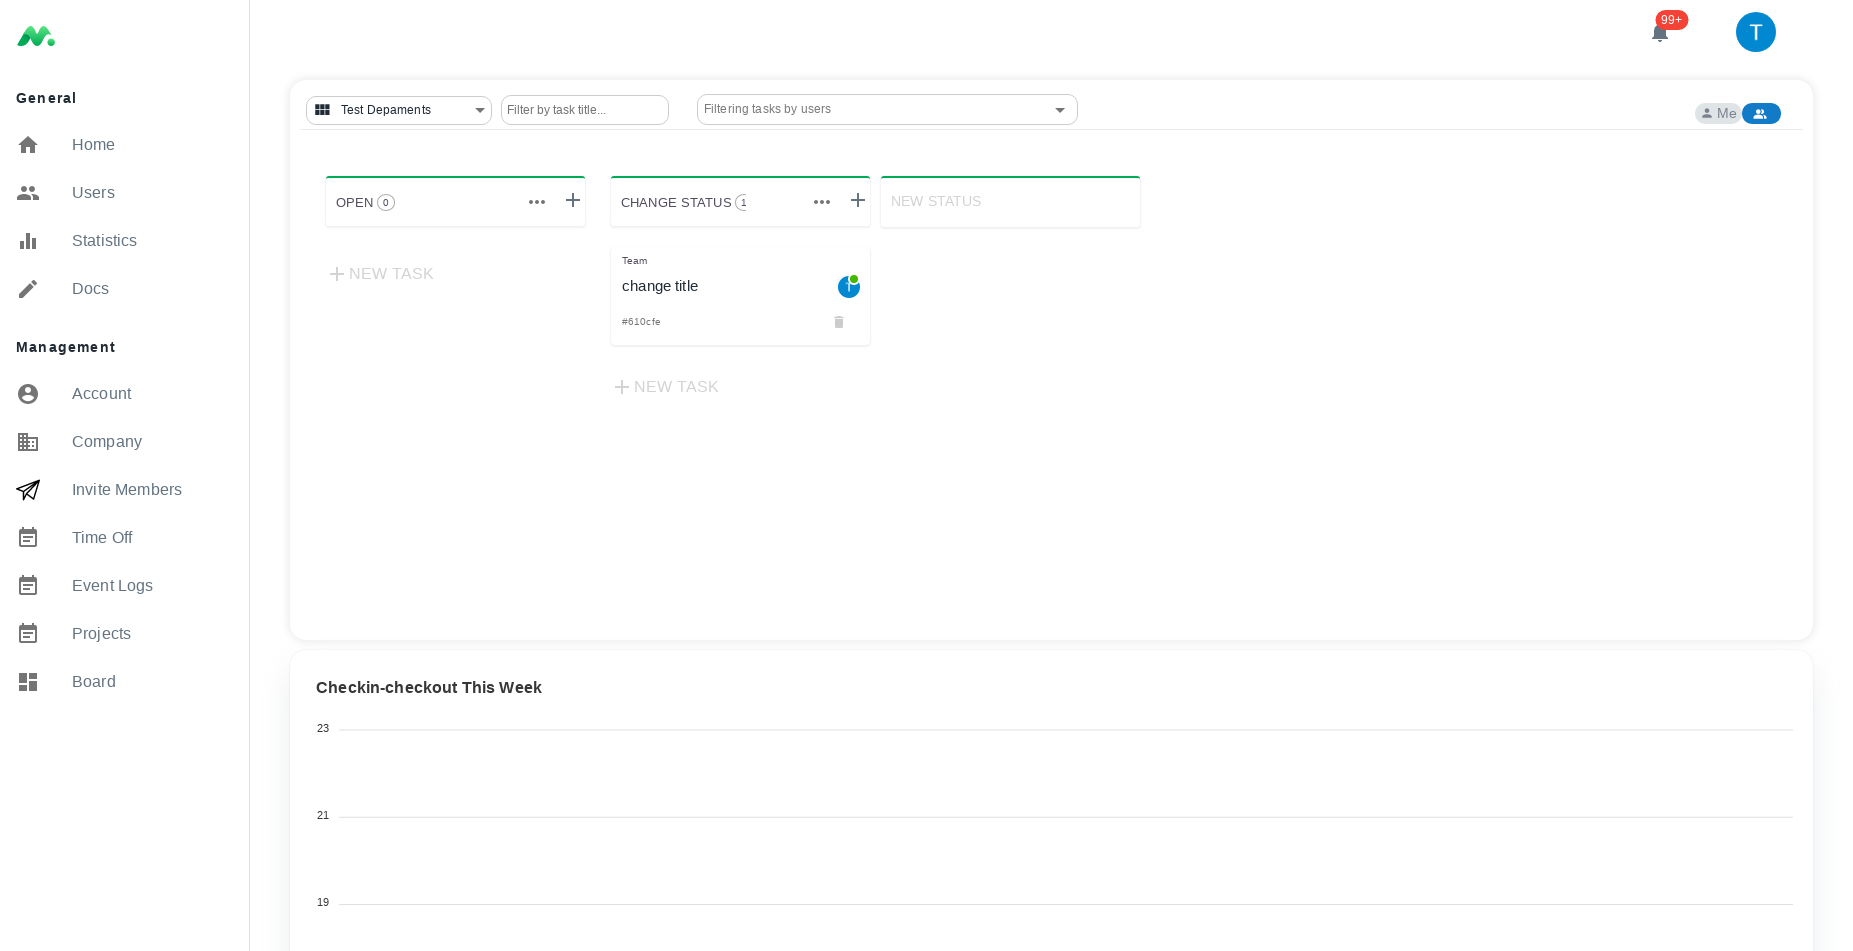 99+
T
General
Home
Users
Statistics
Docs
Management
Account
Company
Invite Members
Time Off
Event Logs
Projects
Board
Test Depaments
Filter by task title...
Filtering tasks by users
Me
OPEN 0
CHANGE STATUS 1
NEW STATUS
NEW TASK
Team
change title
T
#610cfe
NEW TASK
Checkin-checkout This Week
23
21
19